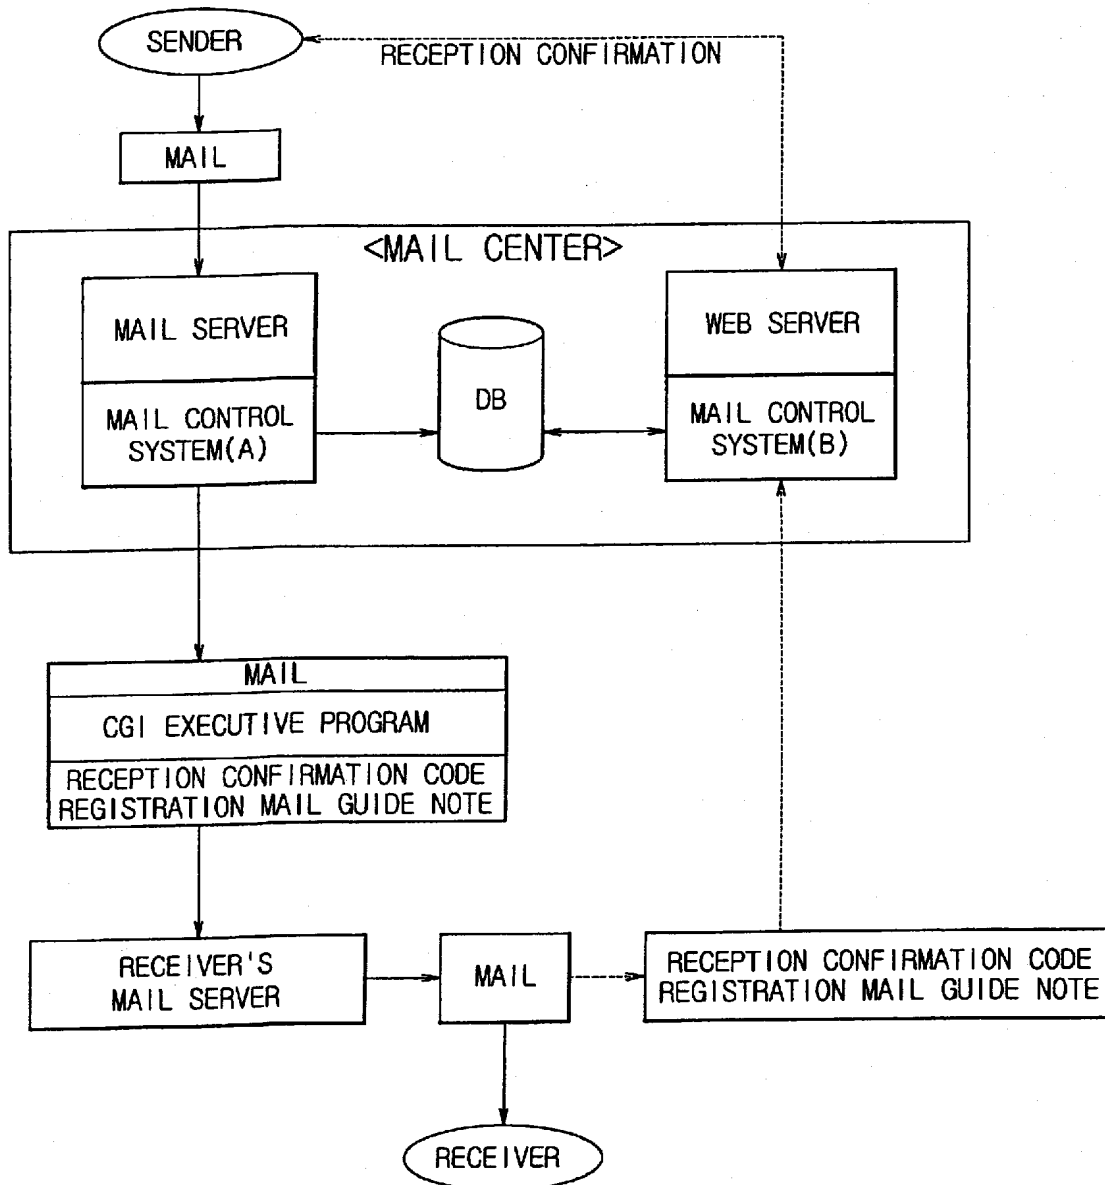 SENDER
RECEPTION CONFIRMATION
MAIL
<MAIL CENTER>
MAIL SERVER
WEB SERVER
DB
MAIL CONTROL
SYSTEM(A)
MAIL CONTROL
SYSTEM(B)
MAIL
CGI EXECUTIVE PROGRAM
RECEPTION CONFIRMATION CODE
REGISTRATION MAIL GUIDE NOTE
RECEIVER'S
MAIL SERVER
MAIL
RECEPTION CONFIRMATION CODE
REGISTRATION MAIL GUIDE NOTE
RECEIVER